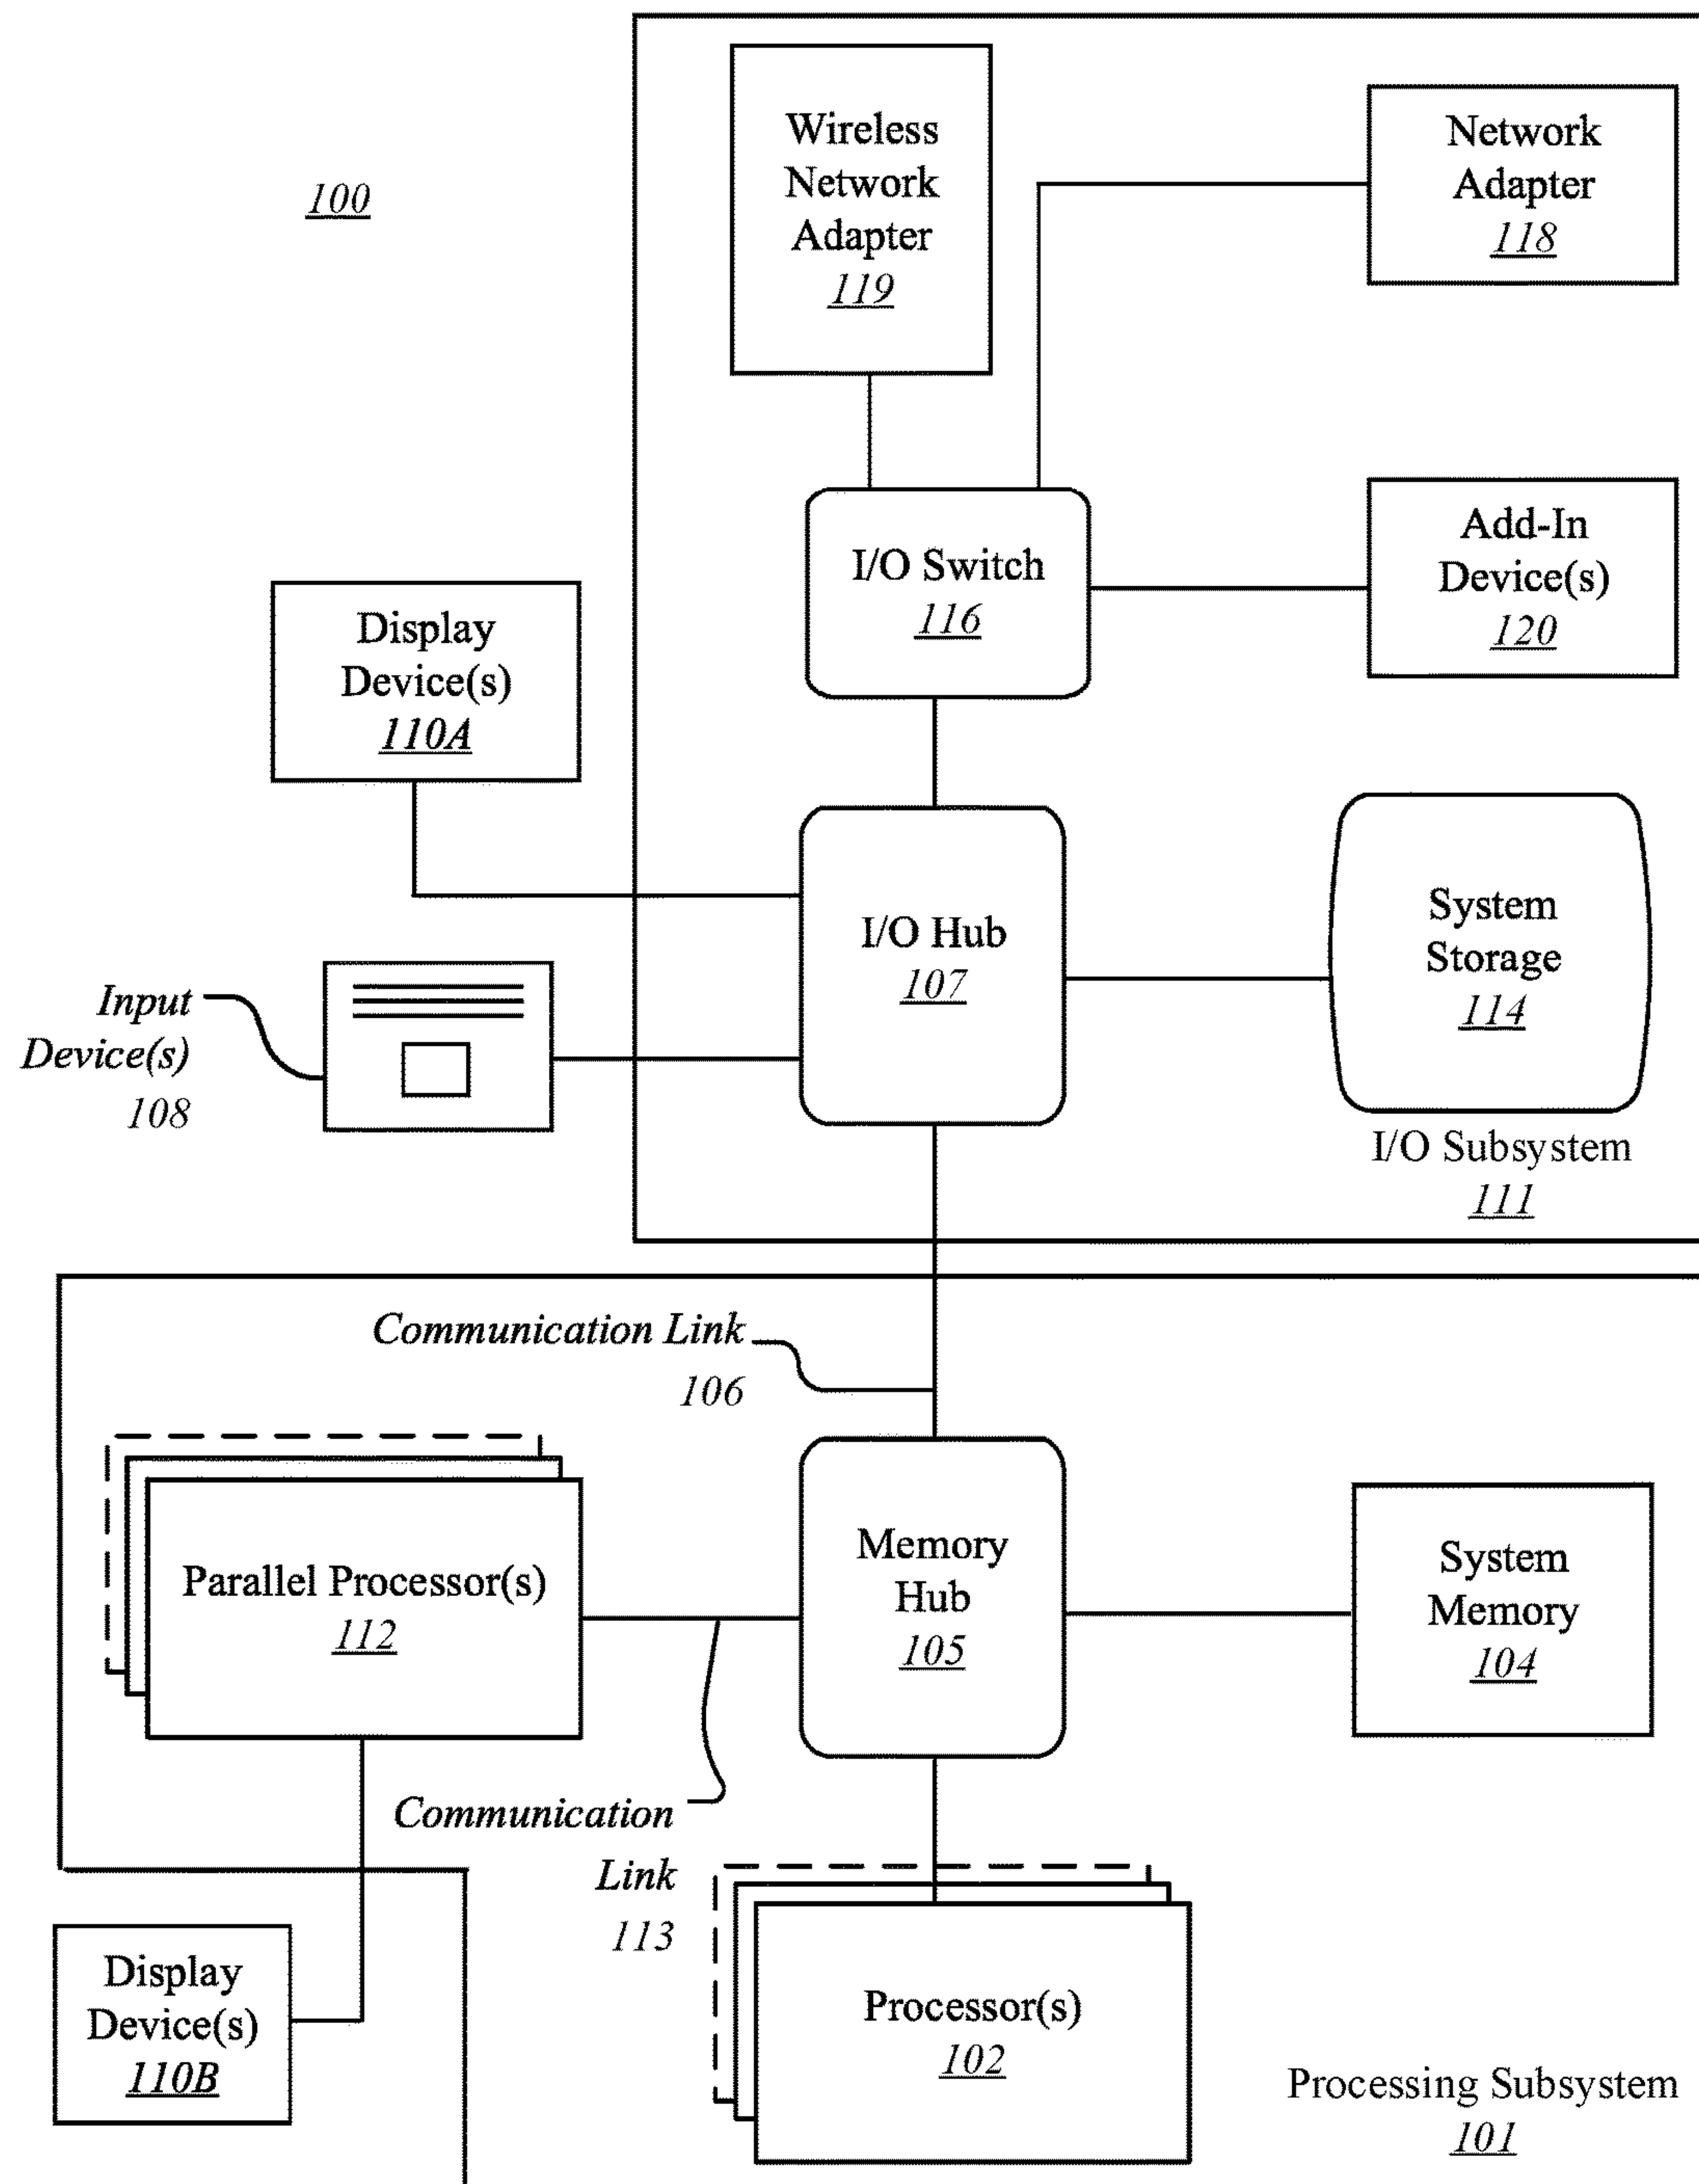 100
Wireless
Network
Adapter
119
Network
Adapter
118
I/O Switch
116
Add-In
Device(s)
120
Display
Device(s)
110A
I/O Hub
107
System
Storage
114
Input
Device(s)
108
I/O Subsystem
111
Communication Link
106
Parallel Processor(s)
112
Memory
Hub
105
System
Memory
104
Communication
Link
113
Display
Device(s)
110B
Processor(s)
102
Processing Subsystem
101